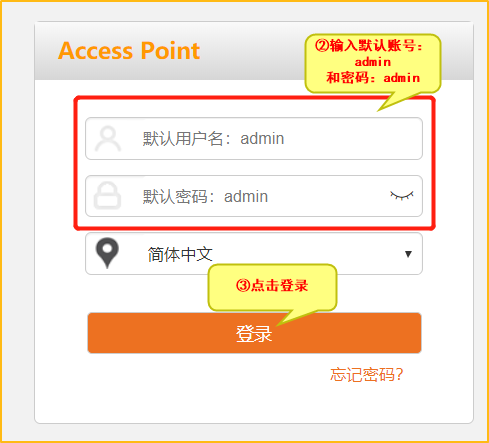 Access Point
②输入默认账号：
admin
和密码：admin
默认用户名：admin
默认密码：admin
简体中文
③点击登录
登录
忘记密码?